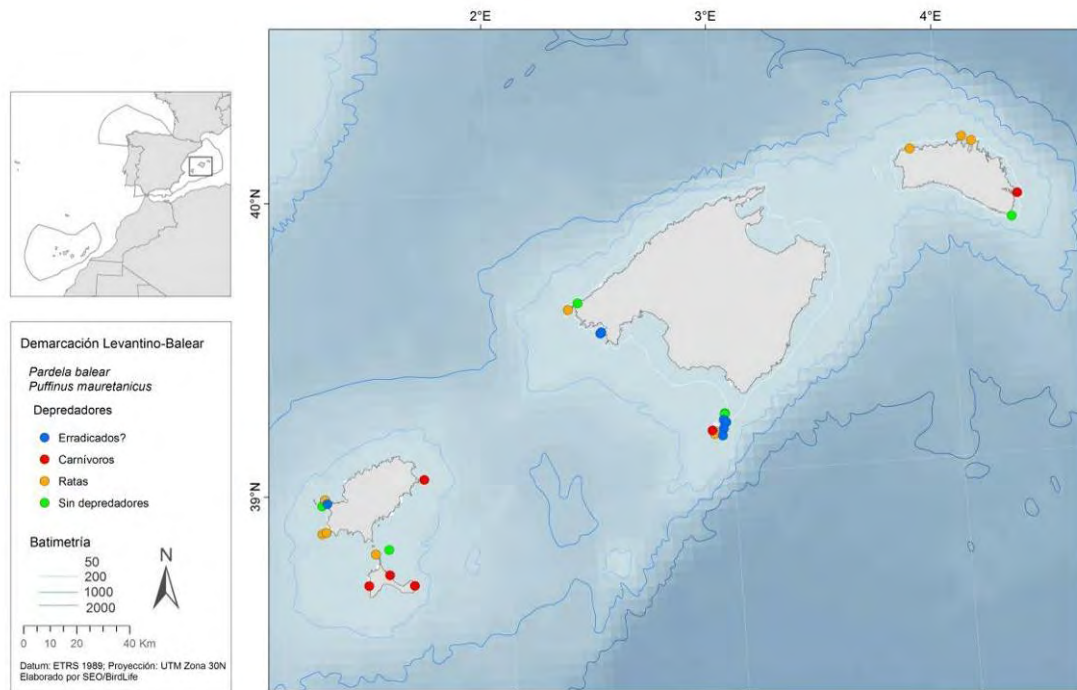 2°E
3°E
4°E
40°N
39°N
Demarcación Levantino-Balear
Pardela balear
Puffinus mauretanicus
Depredadores
Erradicados?
Carnívoros
Ratas
Sin depredadores
Batimetría
50
200
1000
2000
N
0 10 20 40 Km
Datum: ETRS 1989; Proyección: UTM Zona 30N
Elaborado por SEO/BirdLife